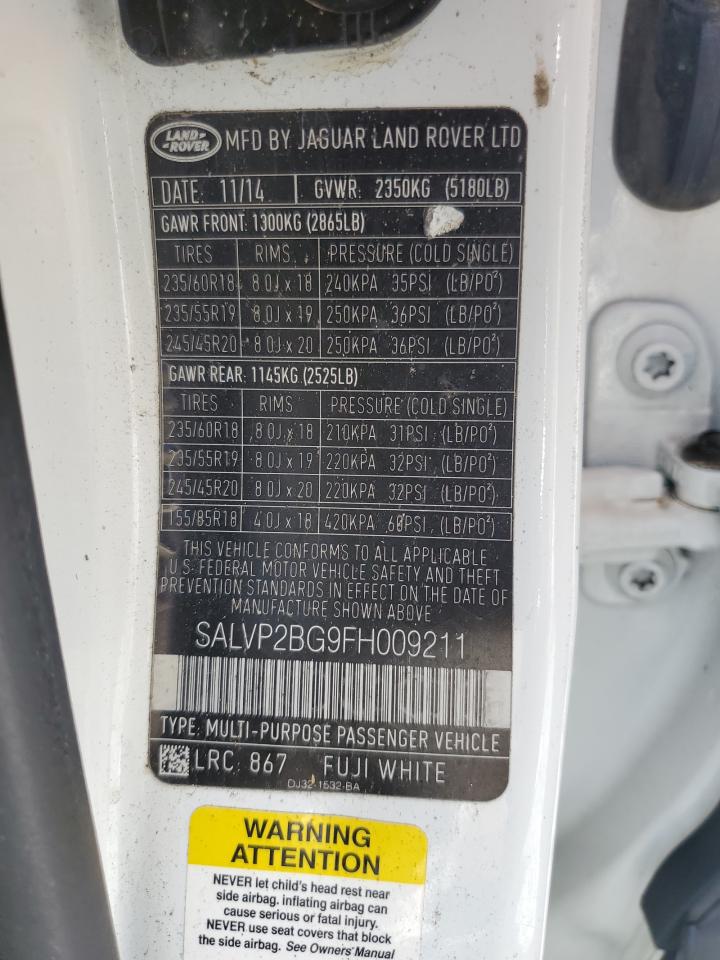 LAND-
-ROVER
MFD BY JAGUAR LAND ROVER LTD
DATE: 11/14 GVWR: 2350KG (5180LB)
GAWR FRONT: 1300KG (2865LB)
TIRES RIMS PRESSURE (COLD SINGLE)
235/60R18 8.0J x 18 240KPA 35PSI (LB/PO²)
235/55R19 8.0J x 19 250KPA 36PSI (LB/PO²)
245/45R20 8.0J x 20 250KPA 36PSI (LB/PO²)
GAWR REAR: 1145KG (2525LB)
TIRES RIMS PRESSURE (COLD SINGLE)
235/60R18 8.0J x 18 210KPA 31PSI (LB/PO²)
235/55R19 8.0J x 19 220KPA 32PSI (LB/PO²)
245/45R20 8.0J x 20 220KPA 32PSI (LB/PO²)
155/85R18 4.0J x 18 420KPA 60PSI (LB/PO²)
THIS VEHICLE CONFORMS TO ALL APPLICABLE
U.S. FEDERAL MOTOR VEHICLE SAFETY AND THEFT
PREVENTION STANDARDS IN EFFECT ON THE DATE OF
MANUFACTURE SHOWN ABOVE
SALVP2BG9FH009211
TYPE: MULTI-PURPOSE PASSENGER VEHICLE
LRC: 867 FUJI WHITE
DJ32-1532-BA
WARNING
ATTENTION
NEVER let child's head rest near
side airbag. inflating airbag can
cause serious or fatal injury.
NEVER use seat covers that block
the side airbag. See Owners Manual